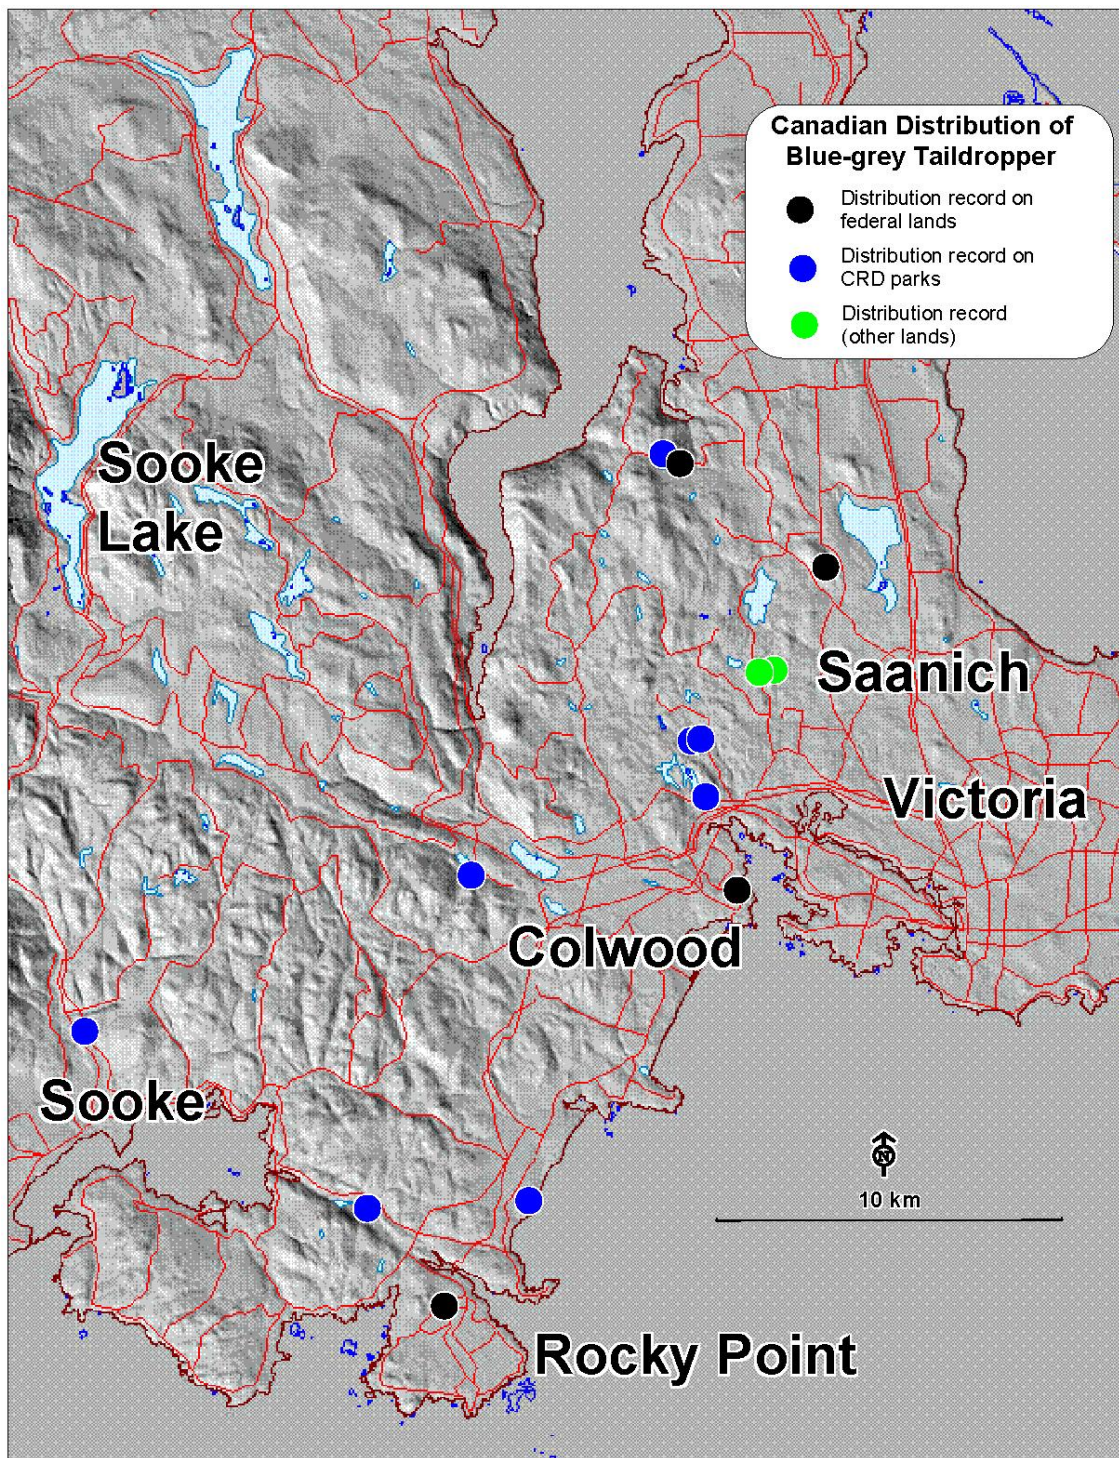 Canadian Distribution of
Blue-grey Taildropper
Distribution record on
federal lands
Distribution record on
CRD parks
Distribution record
(other lands)
Sooke
Lake
Saanich
Victoria
Colwood
Sooke
N
10 km
Rocky Point